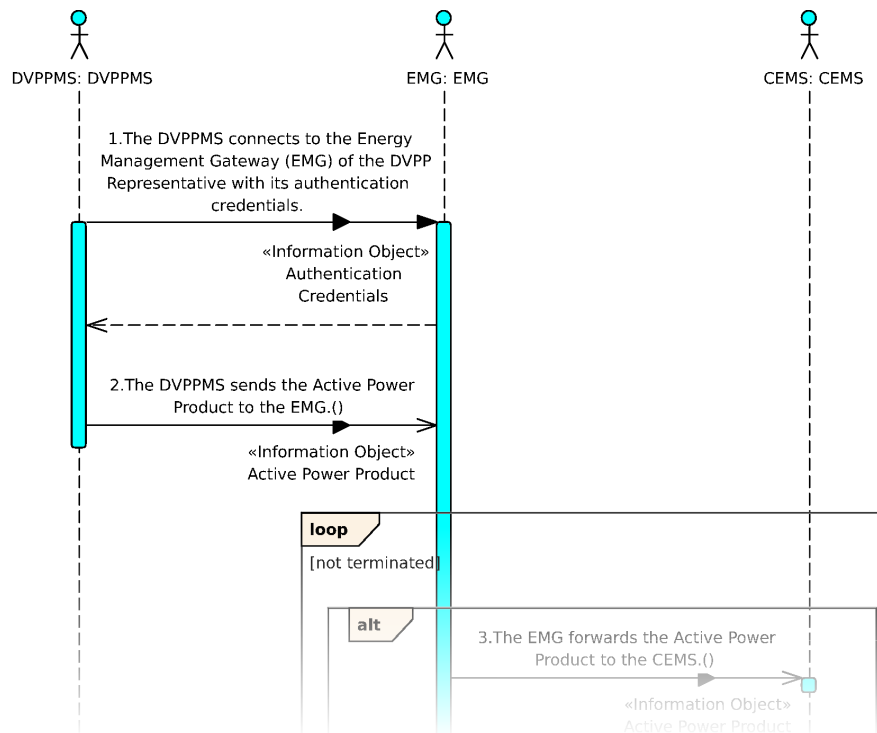 DVPPMS: DVPPMS
EMG: EMG
CEMS: CEMS
1.The DVPPMS connects to the Energy
Management Gateway (EMG) of the DVPP
Representative with its authentication
credentials.
«Information Object»
Authentication
Credentials
2.The DVPPMS sends the Active Power
Product to the EMG.()
«Information Object»
Active Power Product
loop
[not terminated]
alt
3.The EMG forwards the Active Power
Product to the CEMS.()
«Information Object»
Active Power Product